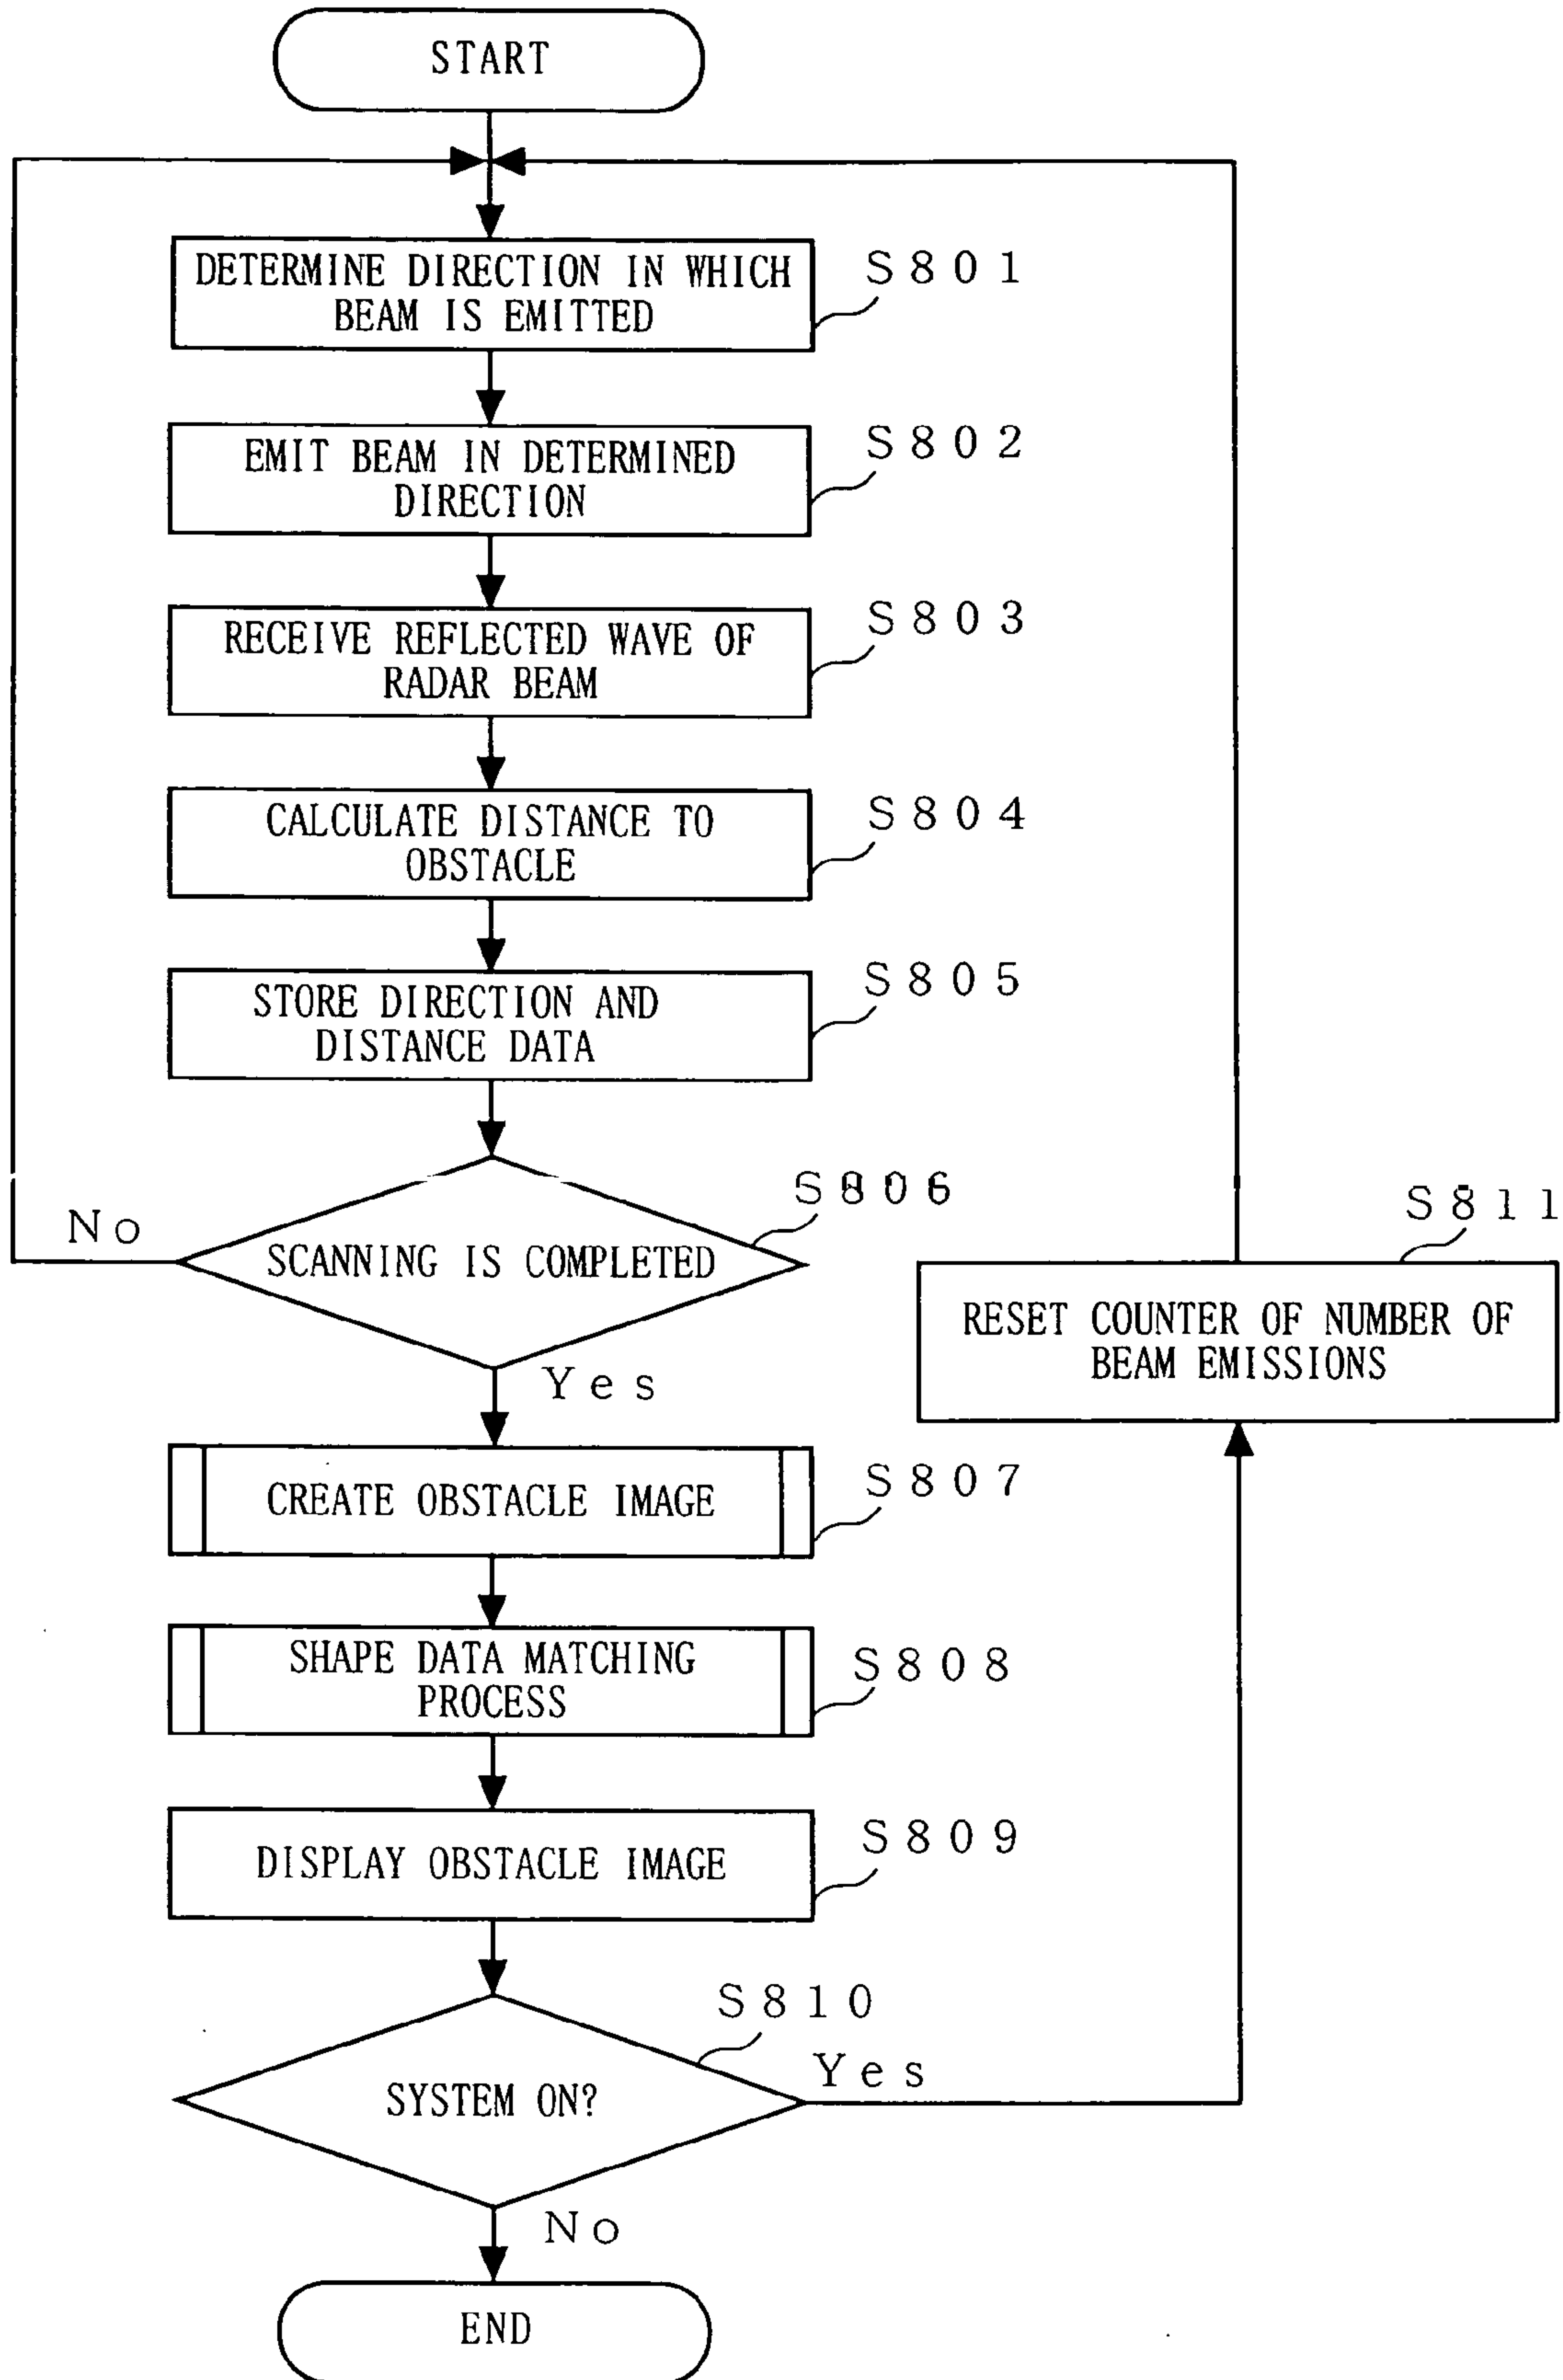 START
DETERMINE DIRECTION IN WHICH
BEAM IS EMITTED
S801
EMIT BEAM IN DETERMINED
DIRECTION
S802
RECEIVE REFLECTED WAVE OF
RADAR BEAM
S803
CALCULATE DISTANCE TO
OBSTACLE
S804
STORE DIRECTION AND
DISTANCE DATA
S805
SCANNING IS COMPLETED
S806
No
Yes
CREATE OBSTACLE IMAGE
S807
SHAPE DATA MATCHING
PROCESS
S808
DISPLAY OBSTACLE IMAGE
S809
SYSTEM ON?
S810
Yes
No
RESET COUNTER OF NUMBER OF
BEAM EMISSIONS
S811
END